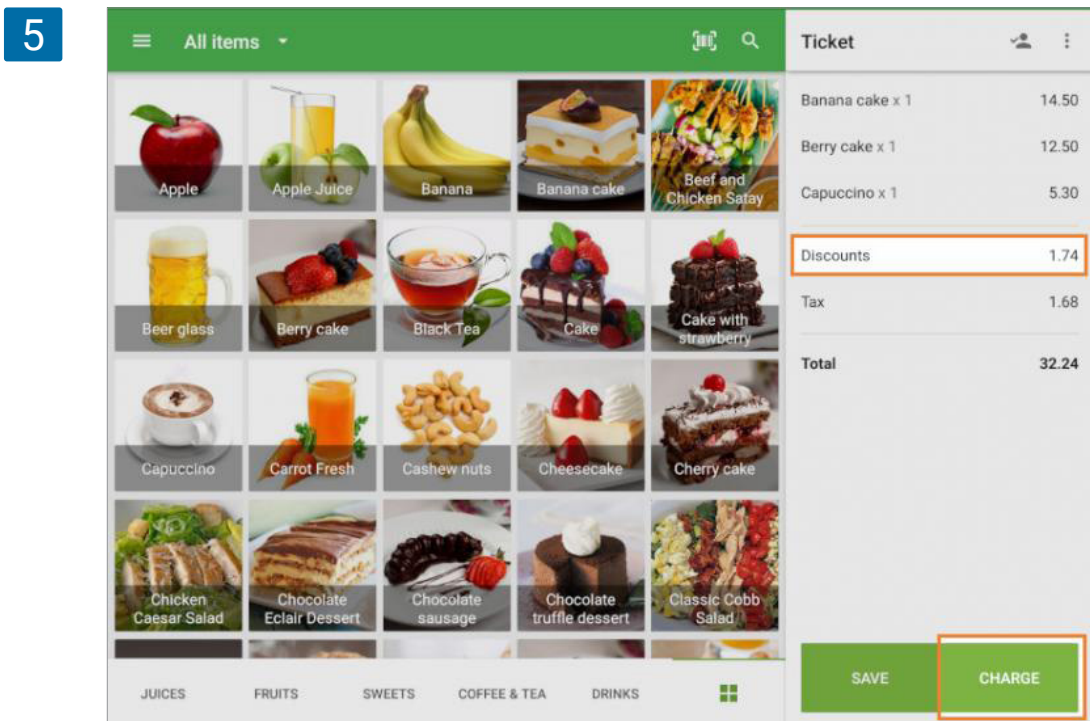 5
All items
Ticket
Banana cake x 1 14.50
Berry cake x 1 12.50
Capuccino x 1 5.30
Discounts 1.74
Tax 1.68
Total 32.24
Apple
Apple Juice
Banana
Banana cake
Beef and
Chicken Satay
Beer glass
Berry cake
Black Tea
Cake
Cake with
strawberry
Capuccino
Carrot Fresh
Cashew nuts
Cheesecake
Cherry cake
Chicken
Caesar Salad
Chocolate
Eclair Dessert
Chocolate
sausage
Chocolate
truffle dessert
Classic Cobb
Salad
JUICES
FRUITS
SWEETS
COFFEE & TEA
DRINKS
SAVE
CHARGE